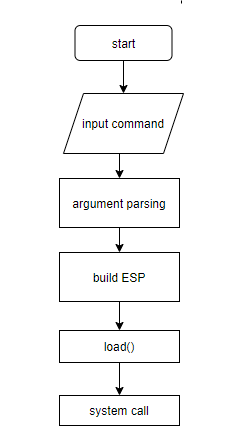 start
input command
argument parsing
build ESP
load()
system call